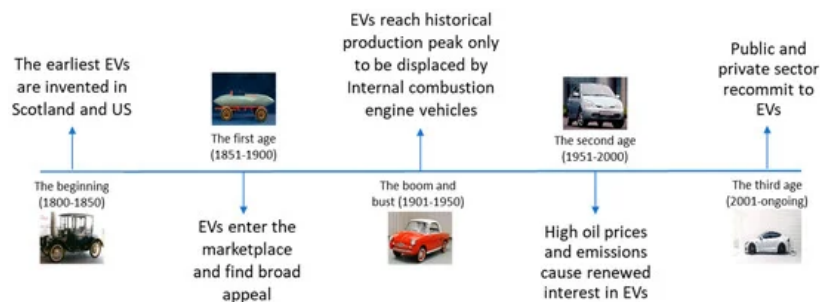 The earliest EVs
are invented in
Scotland and US
The beginning
(1800-1850)
The first age
(1851-1900)
EVs enter the
marketplace
and find broad
appeal
EVs reach historical
production peak only
to be displaced by
Internal combustion
engine vehicles
The boom and
bust (1901-1950)
The second age
(1951-2000)
High oil prices
and emissions
cause renewed
interest in EVs
Public and
private sector
recommit to
EVs
The third age
(2001-ongoing)